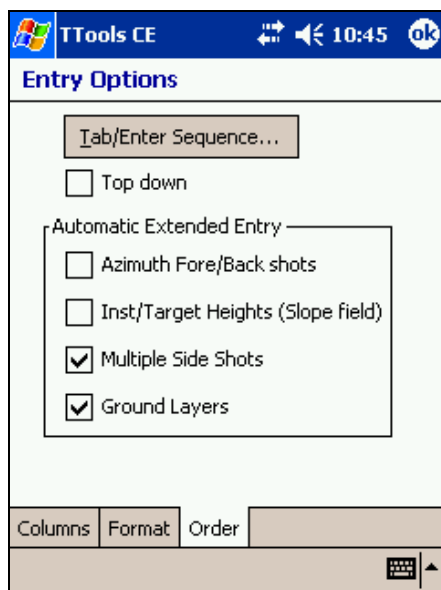 TTools CE 10:45 ok
Entry Options
Tab/Enter Sequence...
Top down
Automatic Extended Entry
Azimuth Fore/Back shots
Inst/Target Heights (Slope field)
Multiple Side Shots
Ground Layers
Columns Format Order